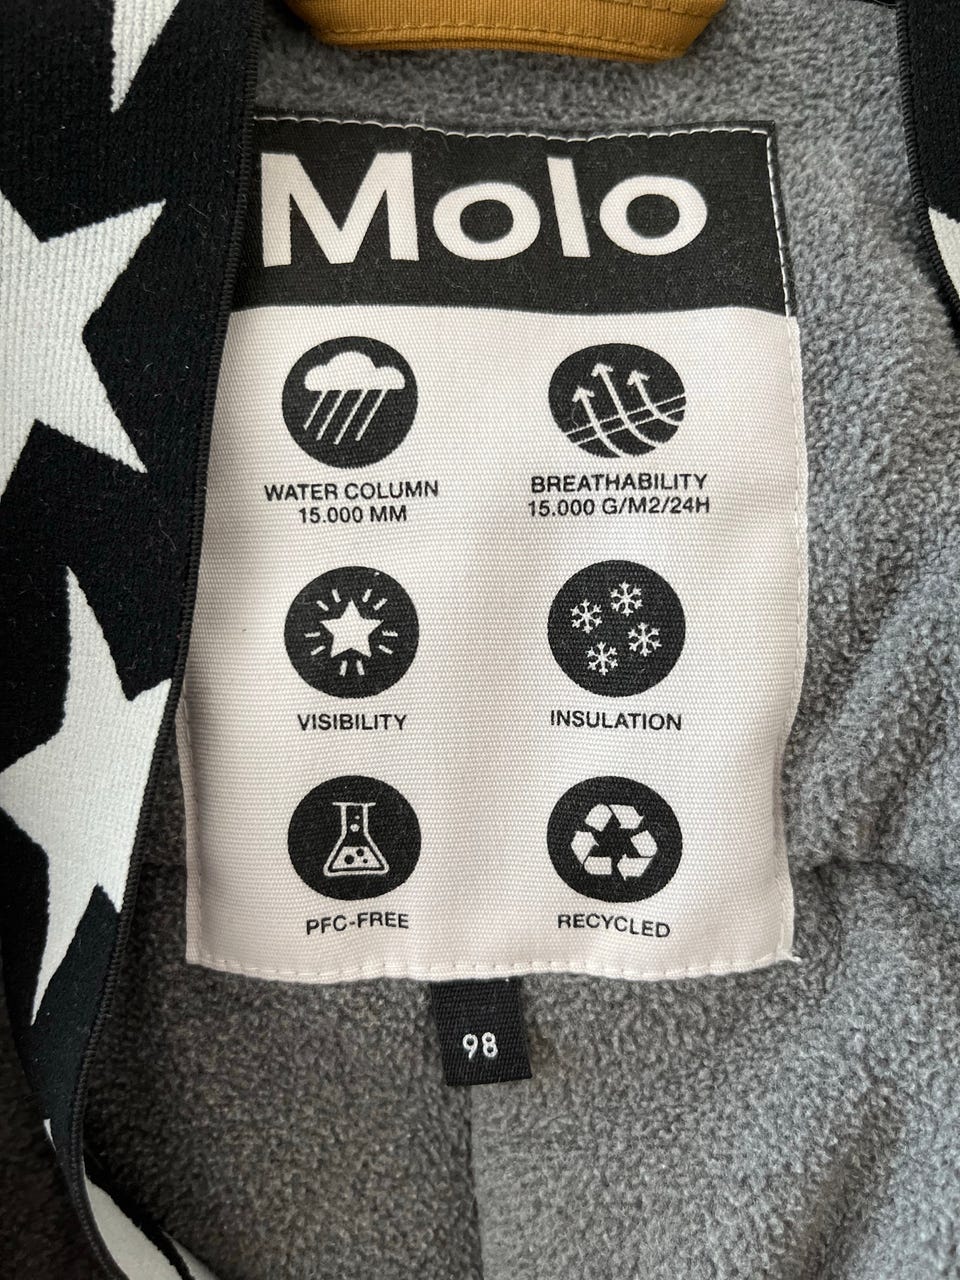 Molo
WATER COLUMN
15.000 MM
BREATHABILITY
15.000 G/M2/24H
VISIBILITY
INSULATION
PFC-FREE
RECYCLED
98